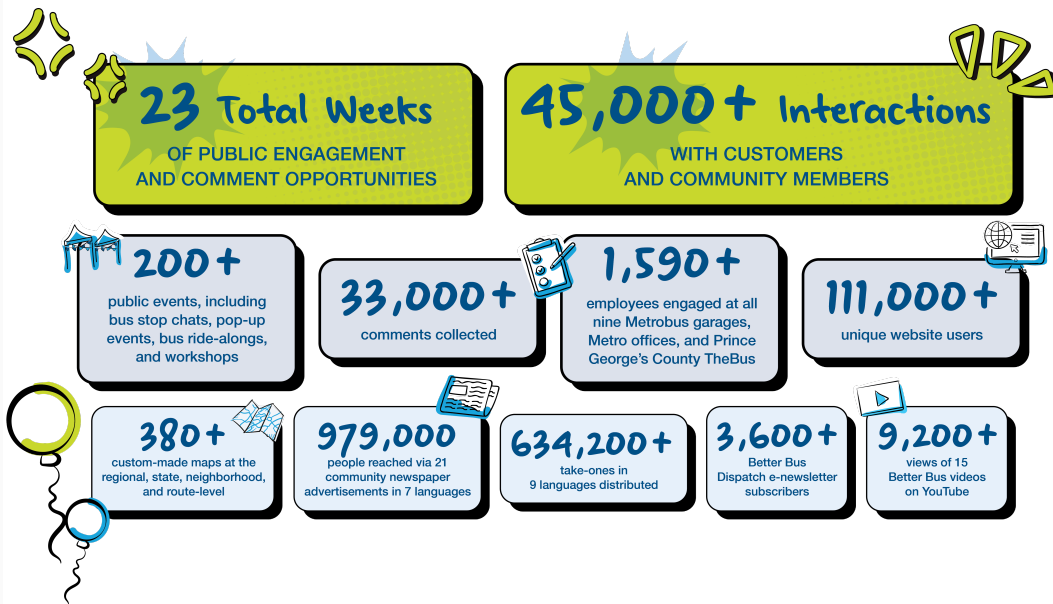 23 Total Weeks
OF PUBLIC ENGAGEMENT
AND COMMENT OPPORTUNITIES
45,000+ Interactions
WITH CUSTOMERS
AND COMMUNITY MEMBERS
200+
public events, including
bus stop chats, pop-up
events, bus ride-alongs,
and workshops
33,000+
comments collected
1,590+
employees engaged at all
nine Metrobus garages,
Metro offices, and Prince
George’s County TheBus
111,000+
unique website users
380+
custom-made maps at the
regional, state, neighborhood,
and route-level
979,000
people reached via 21
community newspaper
advertisements in 7 languages
634,200+
take-ones in
9 languages distributed
3,600+
Better Bus
Dispatch e-newsletter
subscribers
9,200+
views of 15
Better Bus videos
on YouTube